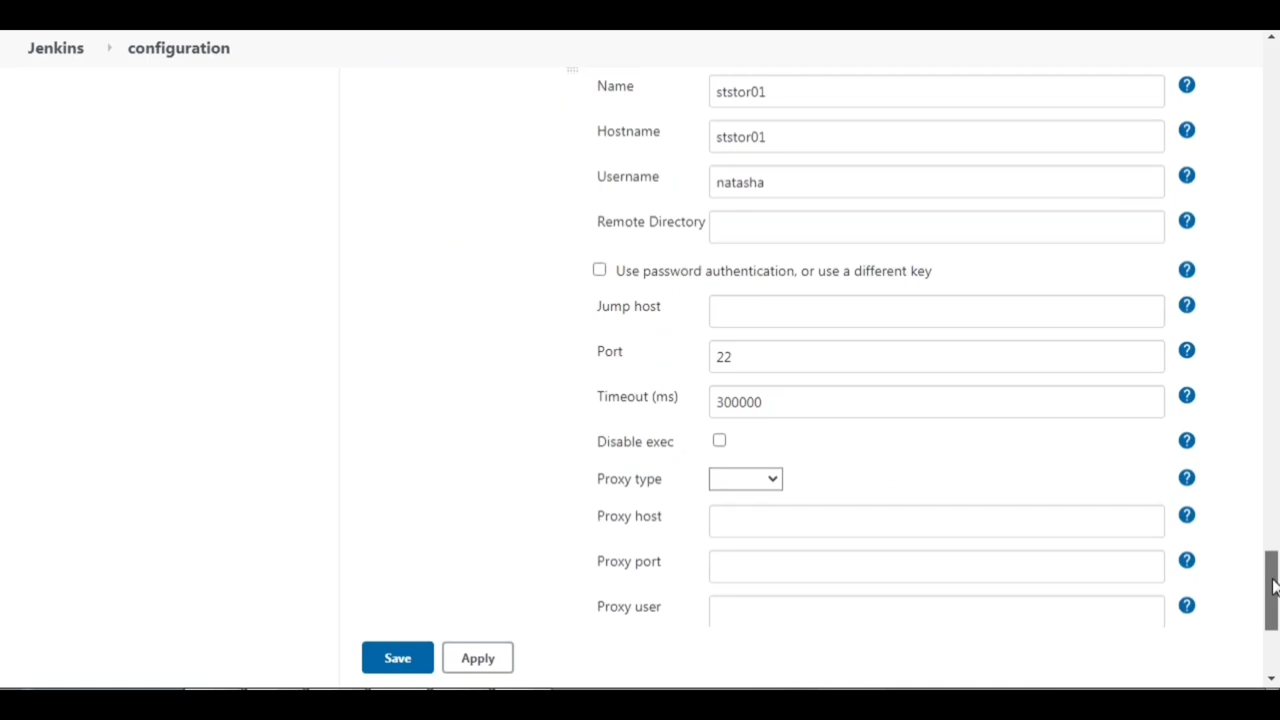 Jenkins configuration
Name ststor01
Hostname ststor01
Username natasha
Remote Directory
Use password authentication, or use a different key
Jump host
Port 22
Timeout (ms) 300000
Disable exec
Proxy type
Proxy host
Proxy port
Proxy user
Save Apply